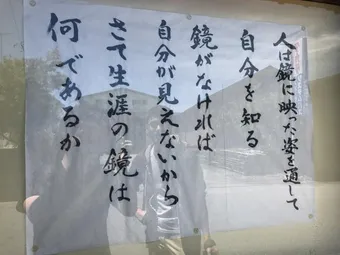 人は鏡に映った姿を通して
自分を知る
鏡がなければ
自分が見えないから
さて生涯の鏡は
何であるか